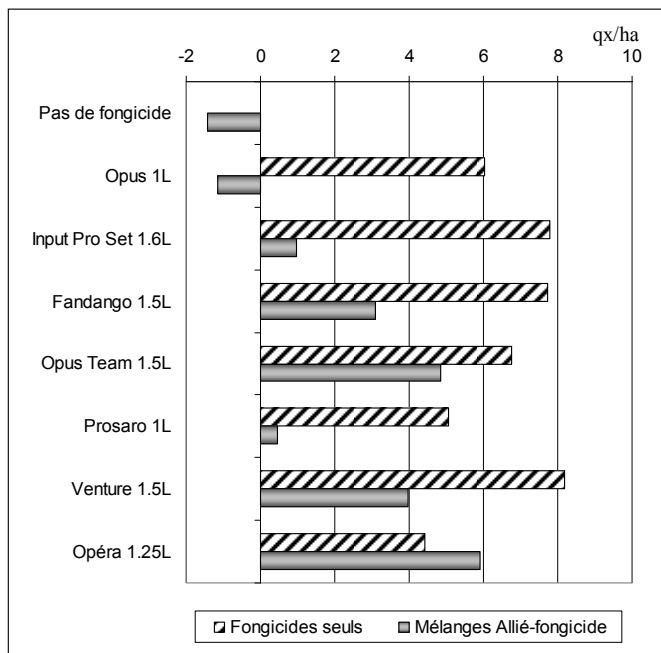 qx/ha
-2 0 2 4 6 8 10
Pas de fongicide
Opus 1L
Input Pro Set 1.6L
Fandango 1.5L
Opus Team 1.5L
Prosaro 1L
Venture 1.5L
Opéra 1.25L
Fongicides seuls Mélanges Allié-fongicide